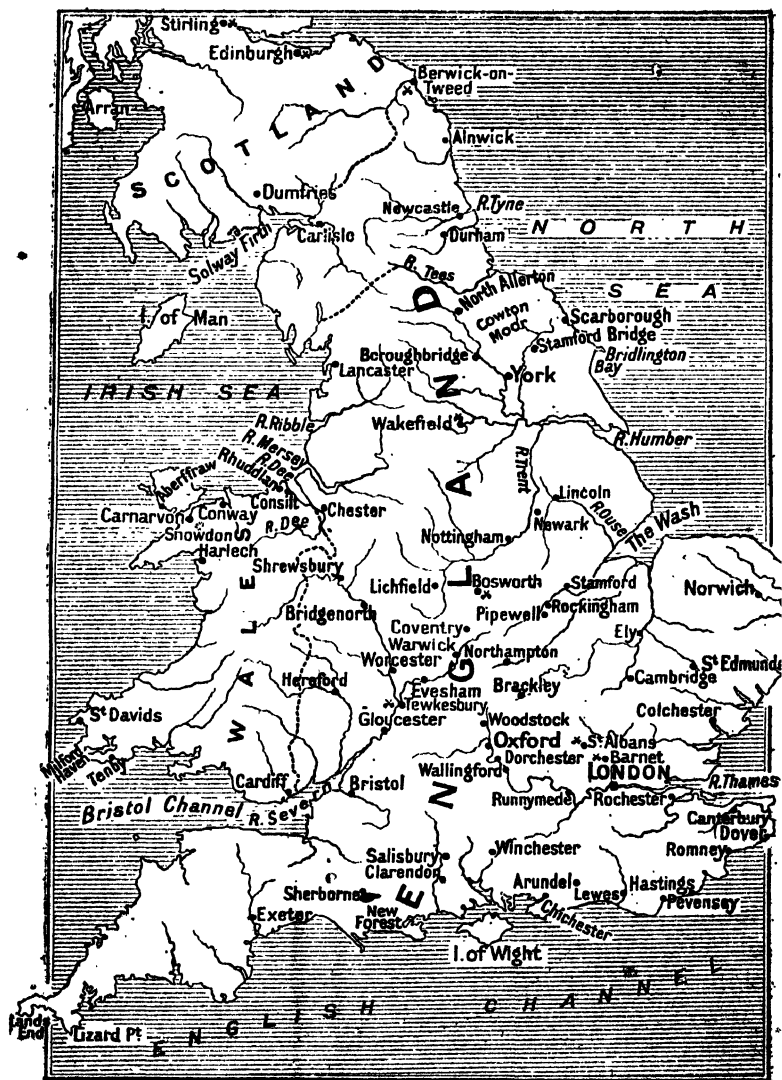 Stirling
Edinburgh
Berwick-on-
Tweed
Arran
SCOTLAND
Alnwick
Dumfries
Newcastle
R. Tyne
Carlisle
Durham
NORTH
SEA
Solway Firth
R. Tees
North Allerton
Cowton
Moor
Scarborough
I. of Man
Stamford Bridge
Boroughbridge
Bridlington
Bay
Lancaster
York
IRISH SEA
R. Ribble
Wakefield
R. Humber
R. Mersey
R. Dee
Rhuddlan
Aberffraw
R. Trent
Consilt
Chester
Lincoln
Carnarvon
Conway
R. Dee
Newark
R. Ouse
The Wash
Snowdon
Harlech
Nottingham
Shrewsbury
Lichfield
Bosworth
Stamford
Norwich
Bridgenorth
Pipewell
Rockingham
Coventry
Ely
Warwick
Worcester
Northampton
St Edmunds
Hereford
Evesham
Brackley
Cambridge
WALES
St Davids
Tewkesbury
Gloucester
Woodstock
Colchester
Milford
Haven
Tenby
Oxford
St Albans
Dorchester
Barnet
Cardiff
Bristol
Wallingford
LONDON
R. Thames
Bristol Channel
R. Severn
Runnymede
Rochester
Canterbury
Dover
Romney
Salisbury
Clarendon
Winchester
Sherborne
Arundel
Lewes
Hastings
Pevensey
Exeter
New
Forest
Chichester
ENGLAND
I. of Wight
Lands
End
Lizard Pt.
ENGLISH CHANNEL